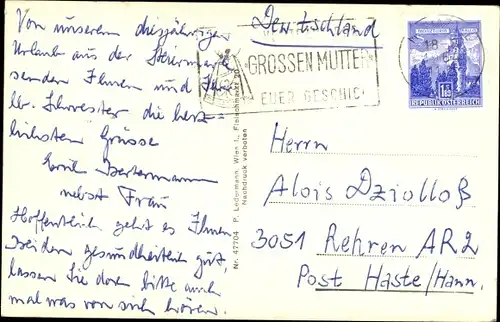 Von unserem diesjährigen
Urlaub aus der Steiermark
senden Ihnen und Ihrer
Schwester die herz-
lichsten Grüsse
Erich
nebst Frau
Hoffentlich geht es Ihnen
beiden gesundheitlich gut
lassen Sie doch bitte auch
mal was von sich hören.
Nr. 47704 P. Ledermann, Wien I., Fleischmarkt 20
Nachdruck verboten
Deutschland
GROSSEN MUTTER
EUER GESCHICK
18
REPUBLIK ÖSTERREICH
Herrn
Alois Dziolloß
3051 Rehren AR2
Post Haste/Hann.